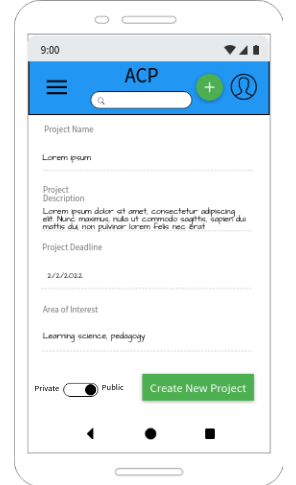 9:00
ACP
+
Project Name
Lorem ipsum
Project
Description
Lorem ipsum dolor sit amet, consectetur adipiscing
elit. Nunc maximus, nulla ut commodo sagittis, sapien dui
mattis dui, non pulvinar lorem felis nec erat
Project Deadline
2/2/2022
Area of Interest
Learning science, pedagogy
Private Public
Create New Project